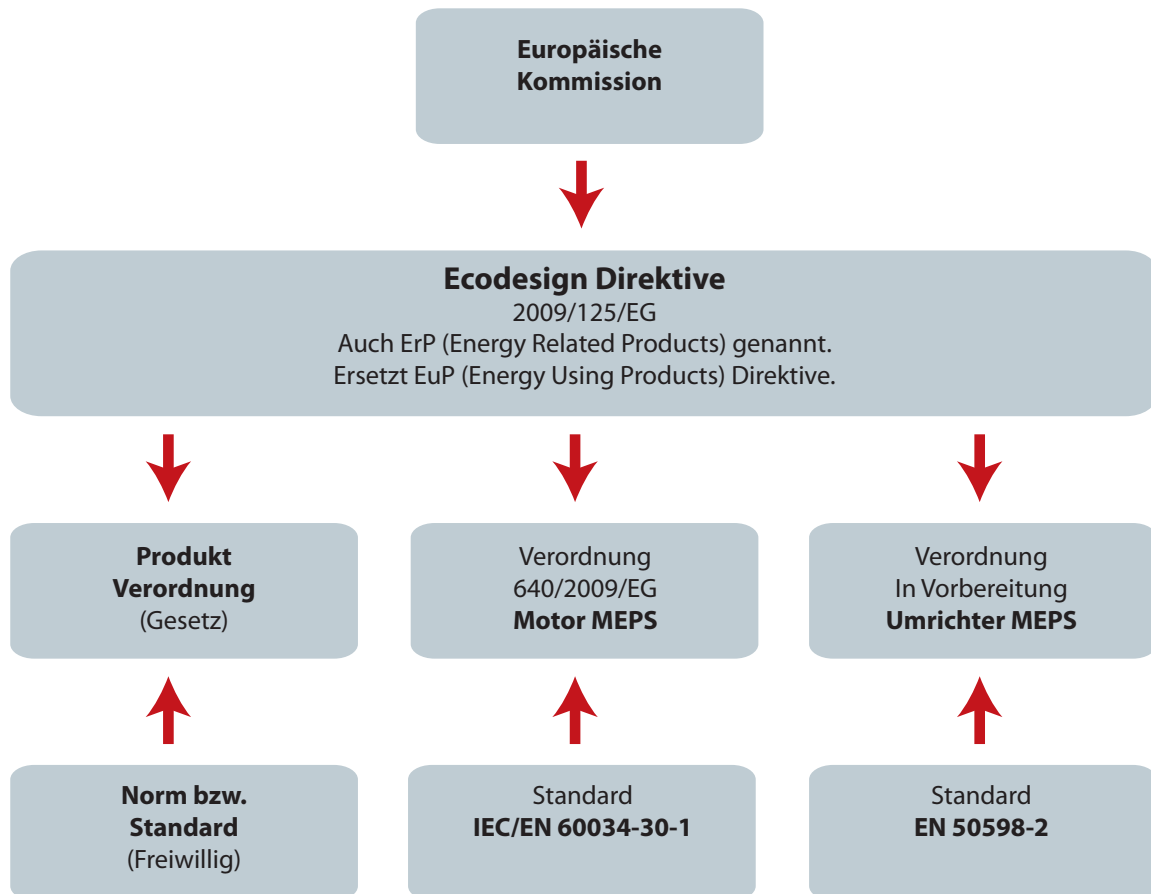 Europäische
Kommission
Ecodesign Direktive
2009/125/EG
Auch ErP (Energy Related Products) genannt.
Ersetzt EuP (Energy Using Products) Direktive.
Produkt
Verordnung
(Gesetz)
Verordnung
640/2009/EG
Motor MEPS
Verordnung
In Vorbereitung
Umrichter MEPS
Norm bzw.
Standard
(Freiwillig)
Standard
IEC/EN 60034-30-1
Standard
EN 50598-2